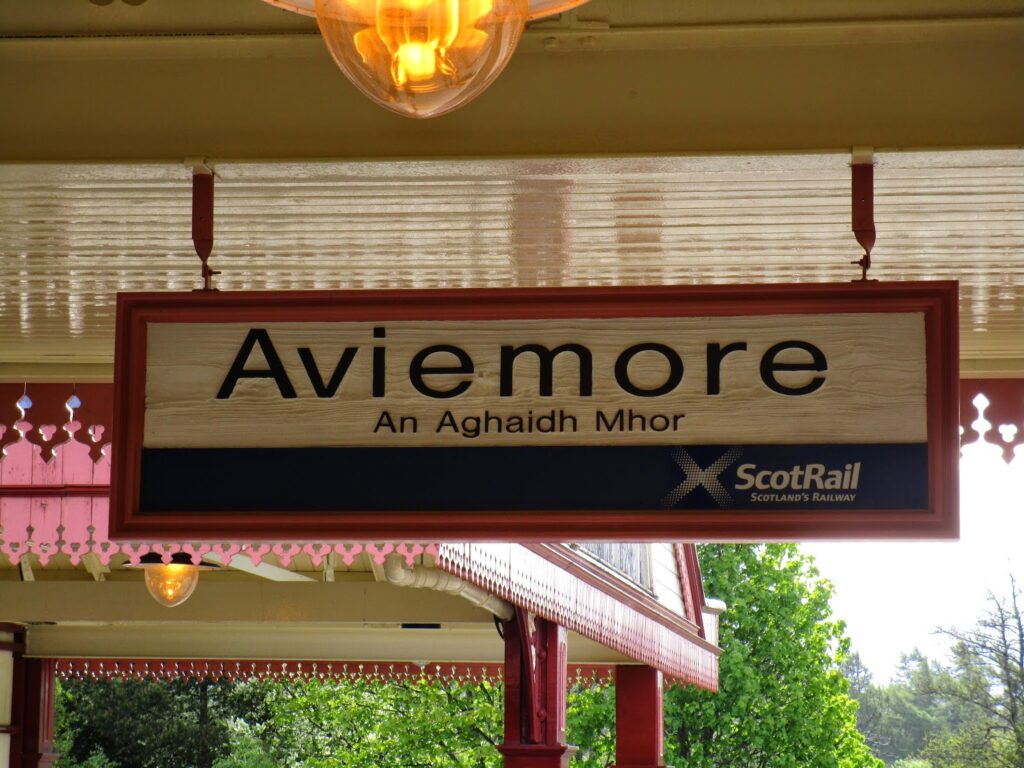 Aviemore
An Aghaidh Mhor
ScotRail
Scotland's Railway